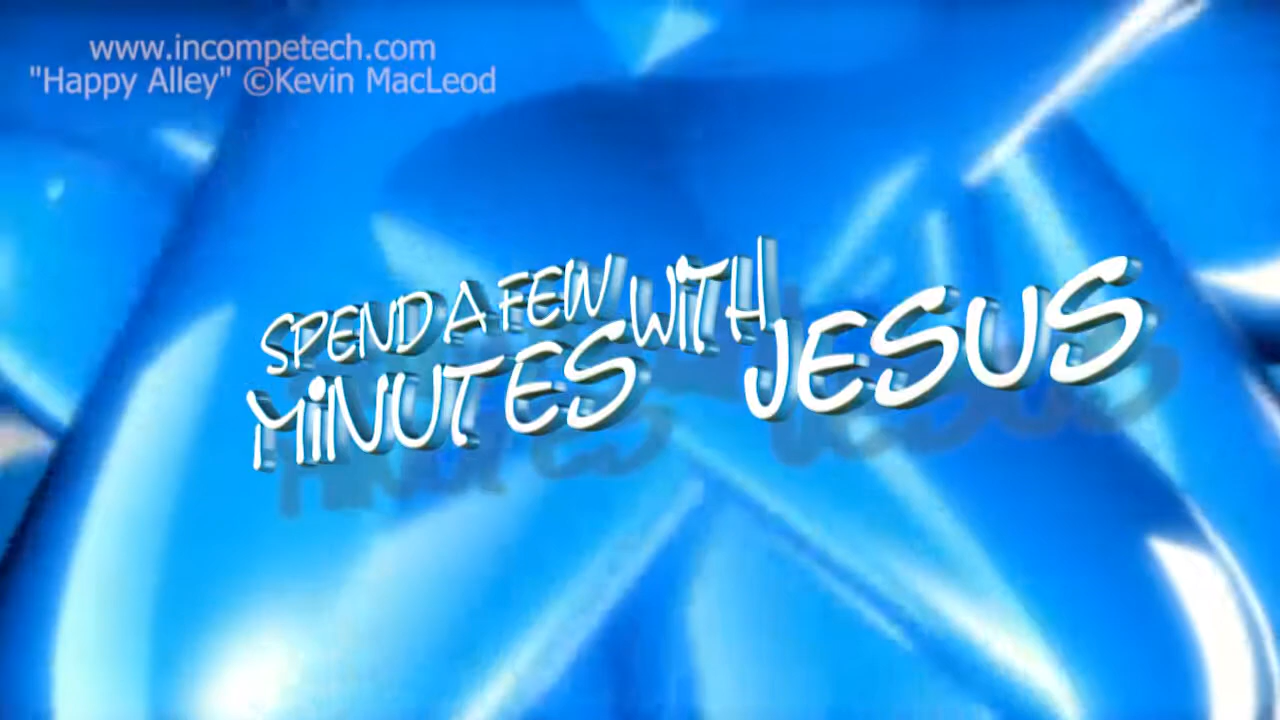 www.incompetech.com
"Happy Alley" ©Kevin MacLeod
SPEND A FEW
MINUTES WITH
JESUS